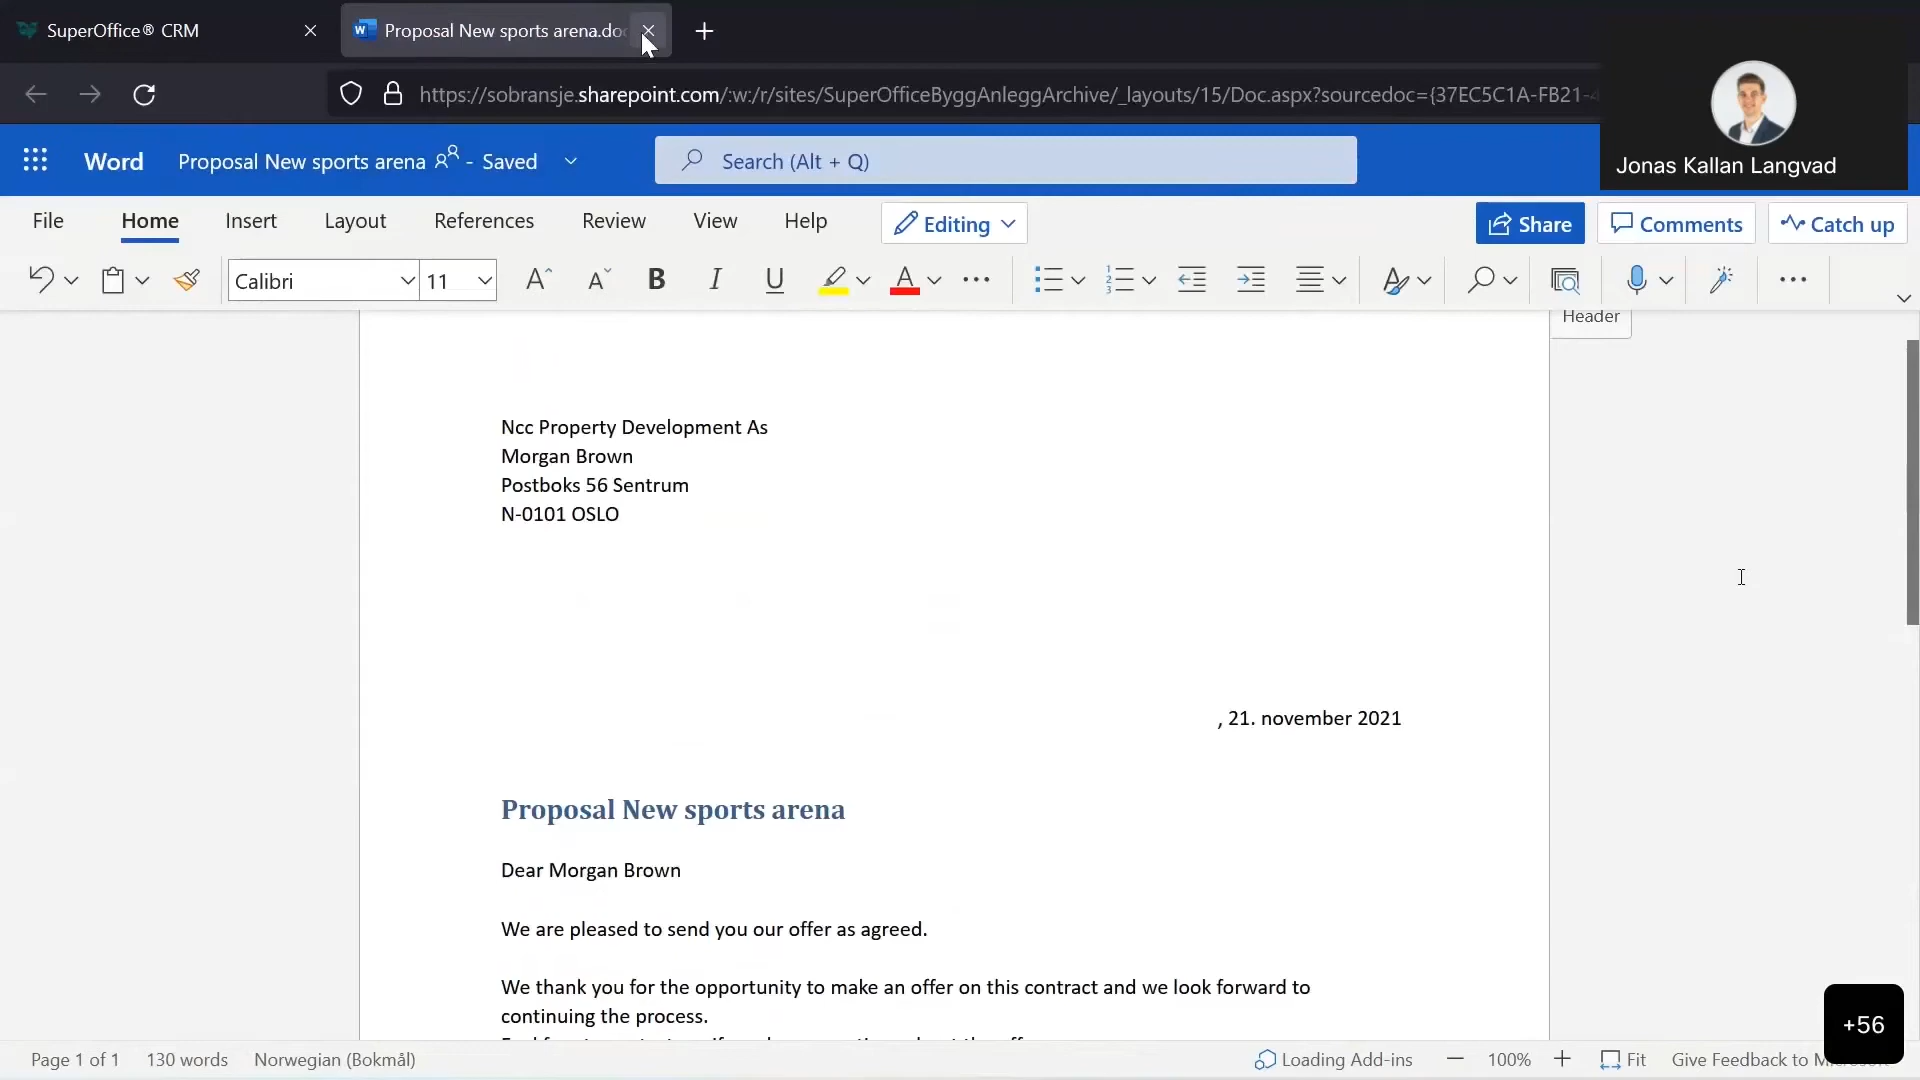 SuperOffice® CRM
Proposal New sports arena.do
https://sobransje.sharepoint.com/:w:/r/sites/SuperOfficeByggAnleggArchive/_layouts/15/Doc.aspx?sourcedoc={37EC5C1A-FB21-4
Jonas Kallan Langvad
Word
Proposal New sports arena - Saved
Search (Alt + Q)
File Home Insert Layout References Review View Help Editing Share Comments Catch up
Calibri 11
Header
Ncc Property Development As
Morgan Brown
Postboks 56 Sentrum
N-0101 OSLO
, 21. november 2021
Proposal New sports arena
Dear Morgan Brown
We are pleased to send you our offer as agreed.
We thank you for the opportunity to make an offer on this contract and we look forward to
continuing the process.
+56
Page 1 of 1 130 words Norwegian (Bokmål) Loading Add-ins 100% Fit Give Feedback to